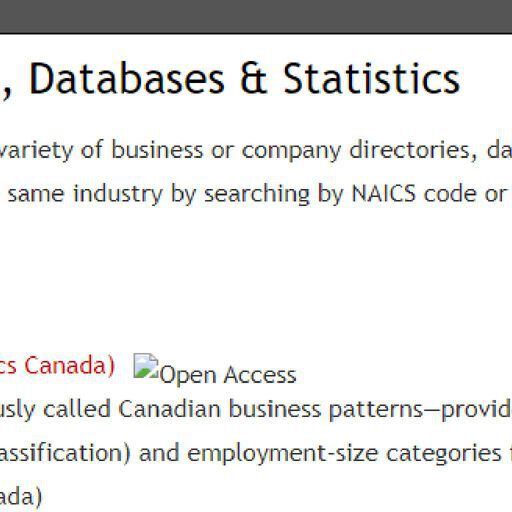 , Databases & Statistics
variety of business or company directories, da
same industry by searching by NAICS code or
cs Canada) Open Access
usly called Canadian business patterns—provid
assification) and employment-size categories
ada)